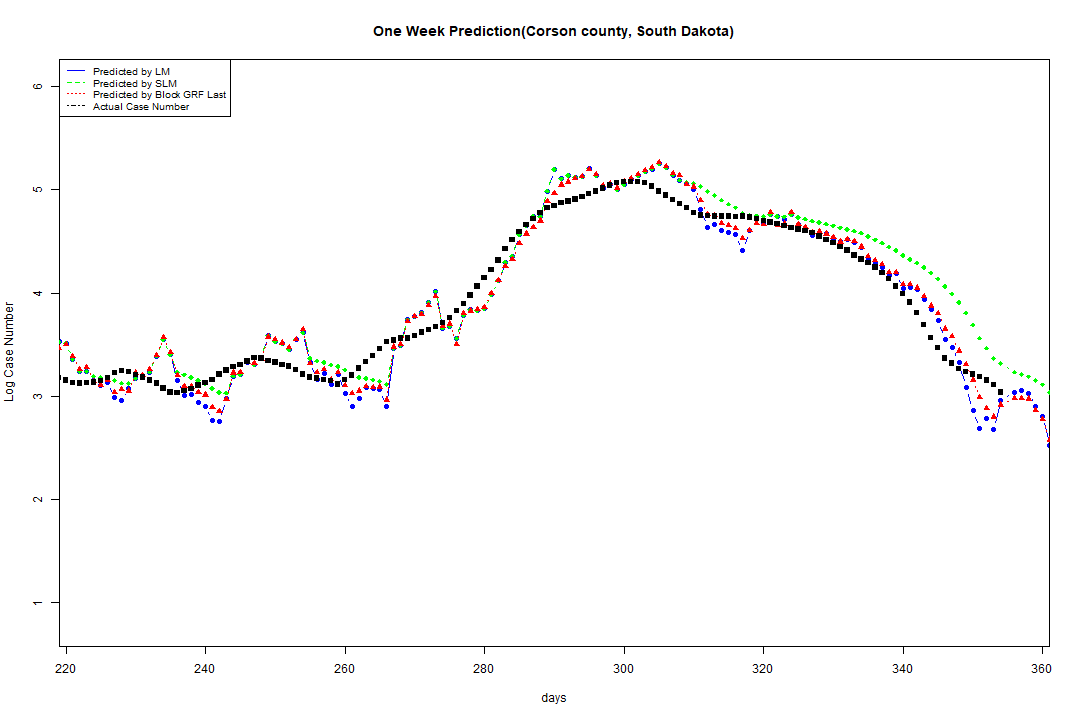 One Week Prediction(Corson county, South Dakota)
Predicted by LM
Predicted by SLM
Predicted by Block GRF Last
Actual Case Number
6
5
4
3
2
1
Log Case Number
220 240 260 280 300 320 340 360
days